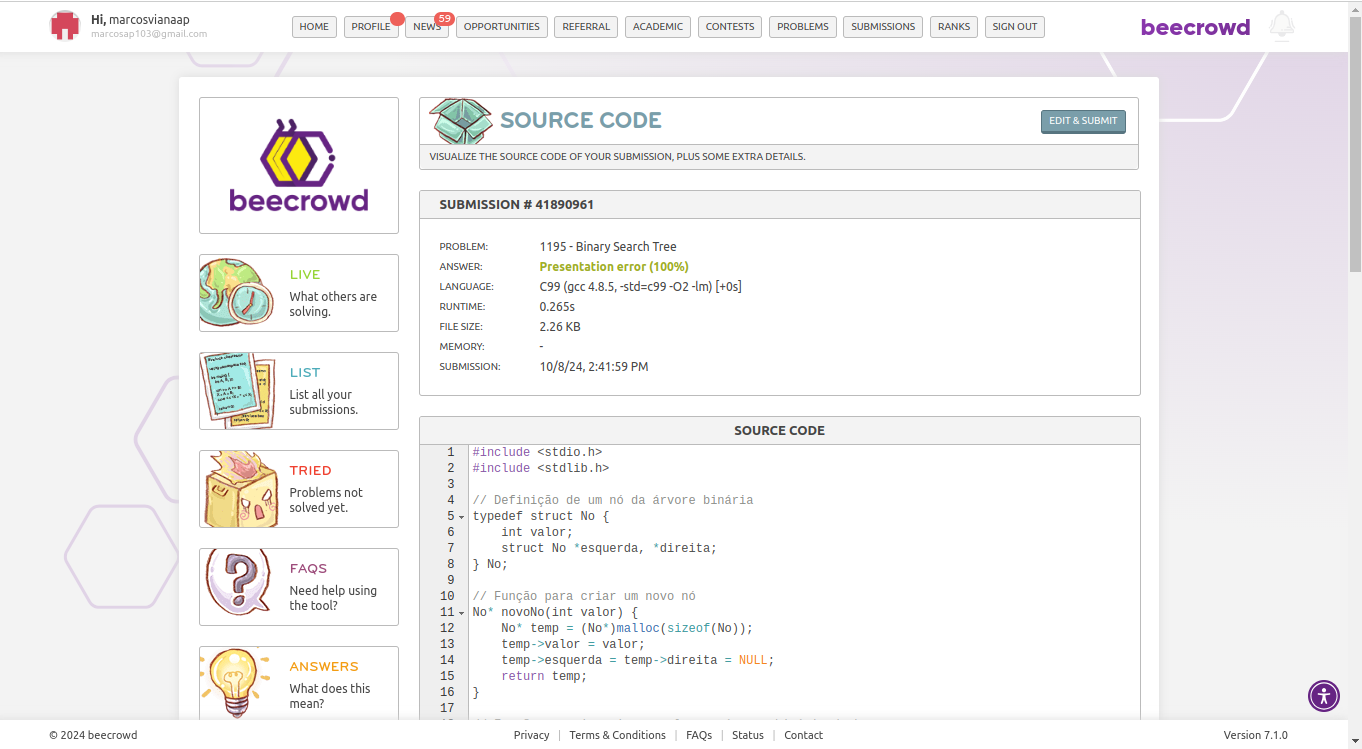 Hi, marcosvianaap
marcosap103@gmail.com
HOME
PROFILE
NEWS
59
OPPORTUNITIES
REFERRAL
ACADEMIC
CONTESTS
PROBLEMS
SUBMISSIONS
RANKS
SIGN OUT
beecrowd
beecrowd
LIVE
What others are
solving.
LIST
List all your
submissions.
TRIED
Problems not
solved yet.
FAQS
Need help using
the tool?
ANSWERS
What does this
mean?
SOURCE CODE
EDIT & SUBMIT
VISUALIZE THE SOURCE CODE OF YOUR SUBMISSION, PLUS SOME EXTRA DETAILS.
SUBMISSION # 41890961
PROBLEM: 1195 - Binary Search Tree
ANSWER: Presentation error (100%)
LANGUAGE: C99 (gcc 4.8.5, -std=c99 -O2 -lm) [+0s]
RUNTIME: 0.265s
FILE SIZE: 2.26 KB
MEMORY: -
SUBMISSION: 10/8/24, 2:41:59 PM
SOURCE CODE
1 #include <stdio.h>
2 #include <stdlib.h>
3
4 // Definição de um nó da árvore binária
5 typedef struct No {
6     int valor;
7     struct No *esquerda, *direita;
8 } No;
9
10 // Função para criar um novo nó
11 No* novoNo(int valor) {
12     No* temp = (No*)malloc(sizeof(No));
13     temp->valor = valor;
14     temp->esquerda = temp->direita = NULL;
15     return temp;
16 }
17
© 2024 beecrowd
Privacy | Terms & Conditions | FAQs | Status | Contact
Version 7.1.0